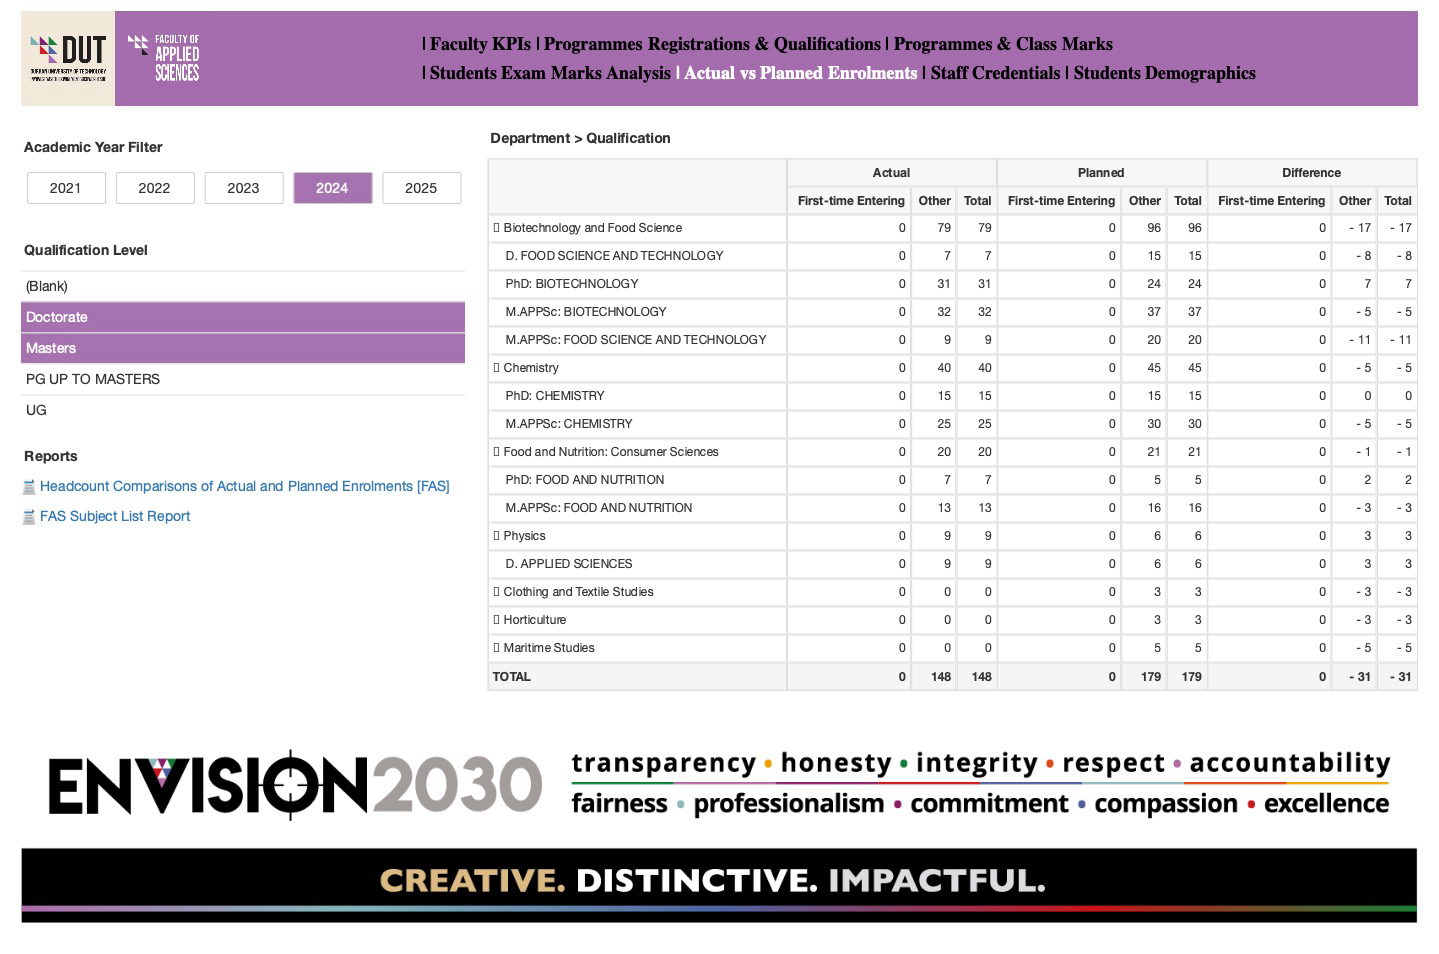 DUT
DURBAN UNIVERSITY OF TECHNOLOGY
FACULTY OF
APPLIED
SCIENCES
| Faculty KPIs | Programmes Registrations & Qualifications | Programmes & Class Marks
| Students Exam Marks Analysis | Actual vs Planned Enrolments | Staff Credentials | Students Demographics
Academic Year Filter
2021 2022 2023 2024 2025
Qualification Level
(Blank)
Doctorate
Masters
PG UP TO MASTERS
UG
Reports
Headcount Comparisons of Actual and Planned Enrolments [FAS]
FAS Subject List Report
Department > Qualification
Actual Planned Difference
First-time Entering Other Total First-time Entering Other Total First-time Entering Other Total
Biotechnology and Food Science 0 79 79 0 96 96 0 - 17 - 17
D. FOOD SCIENCE AND TECHNOLOGY 0 7 7 0 15 15 0 - 8 - 8
PhD: BIOTECHNOLOGY 0 31 31 0 24 24 0 7 7
M.APPSc: BIOTECHNOLOGY 0 32 32 0 37 37 0 - 5 - 5
M.APPSc: FOOD SCIENCE AND TECHNOLOGY 0 9 9 0 20 20 0 - 11 - 11
Chemistry 0 40 40 0 45 45 0 - 5 - 5
PhD: CHEMISTRY 0 15 15 0 15 15 0 0 0
M.APPSc: CHEMISTRY 0 25 25 0 30 30 0 - 5 - 5
Food and Nutrition: Consumer Sciences 0 20 20 0 21 21 0 - 1 - 1
PhD: FOOD AND NUTRITION 0 7 7 0 5 5 0 2 2
M.APPSc: FOOD AND NUTRITION 0 13 13 0 16 16 0 - 3 - 3
Physics 0 9 9 0 6 6 0 3 3
D. APPLIED SCIENCES 0 9 9 0 6 6 0 3 3
Clothing and Textile Studies 0 0 0 0 3 3 0 - 3 - 3
Horticulture 0 0 0 0 3 3 0 - 3 - 3
Maritime Studies 0 0 0 0 5 5 0 - 5 - 5
TOTAL 0 148 148 0 179 179 0 - 31 - 31
ENVISION2030
transparency • honesty • integrity • respect • accountability
fairness • professionalism • commitment • compassion • excellence
CREATIVE. DISTINCTIVE. IMPACTFUL.